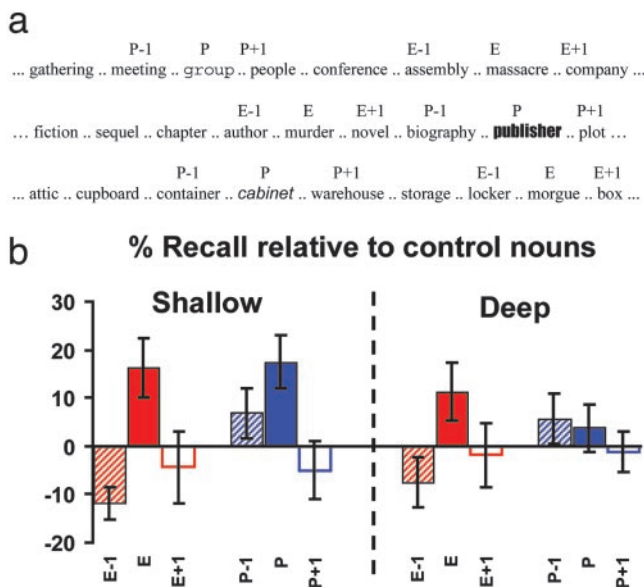 a
P-1 P P+1 E-1 E E+1
... gathering .. meeting .. group .. people .. conference .. assembly .. massacre .. company ...
E-1 E E+1 P-1 P P+1
... fiction .. sequel .. chapter .. author .. murder .. novel .. biography .. publisher .. plot ...
P-1 P P+1 E-1 E E+1
... attic .. cupboard .. container .. cabinet .. warehouse .. storage .. locker .. morgue .. box ...
b
% Recall relative to control nouns
Shallow
Deep
30
20
10
0
-10
-20
E-1 E E+1 P-1 P P+1 E-1 E E+1 P-1 P P+1